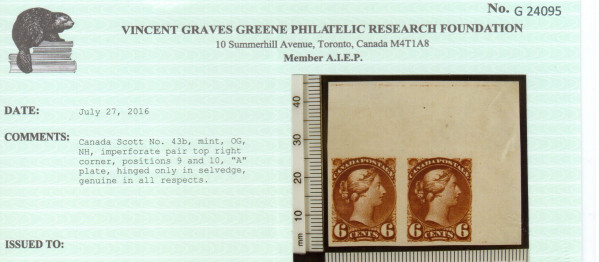 No. G 24095
VINCENT GRAVES GREENE PHILATELIC RESEARCH FOUNDATION
10 Summerhill Avenue, Toronto, Canada M4T1A8
Member A.I.E.P.
DATE: July 27, 2016
COMMENTS: Canada Scott No. 43b, mint, OG,
NH, imperforate pair top right
corner, positions 9 and 10, "A"
plate, hinged only in selvedge,
genuine in all respects.
ISSUED TO:
40
30
20
10
mm
CANADA POSTAGE CANADA POSTAGE
6 CENTS 6 6 CENTS 6